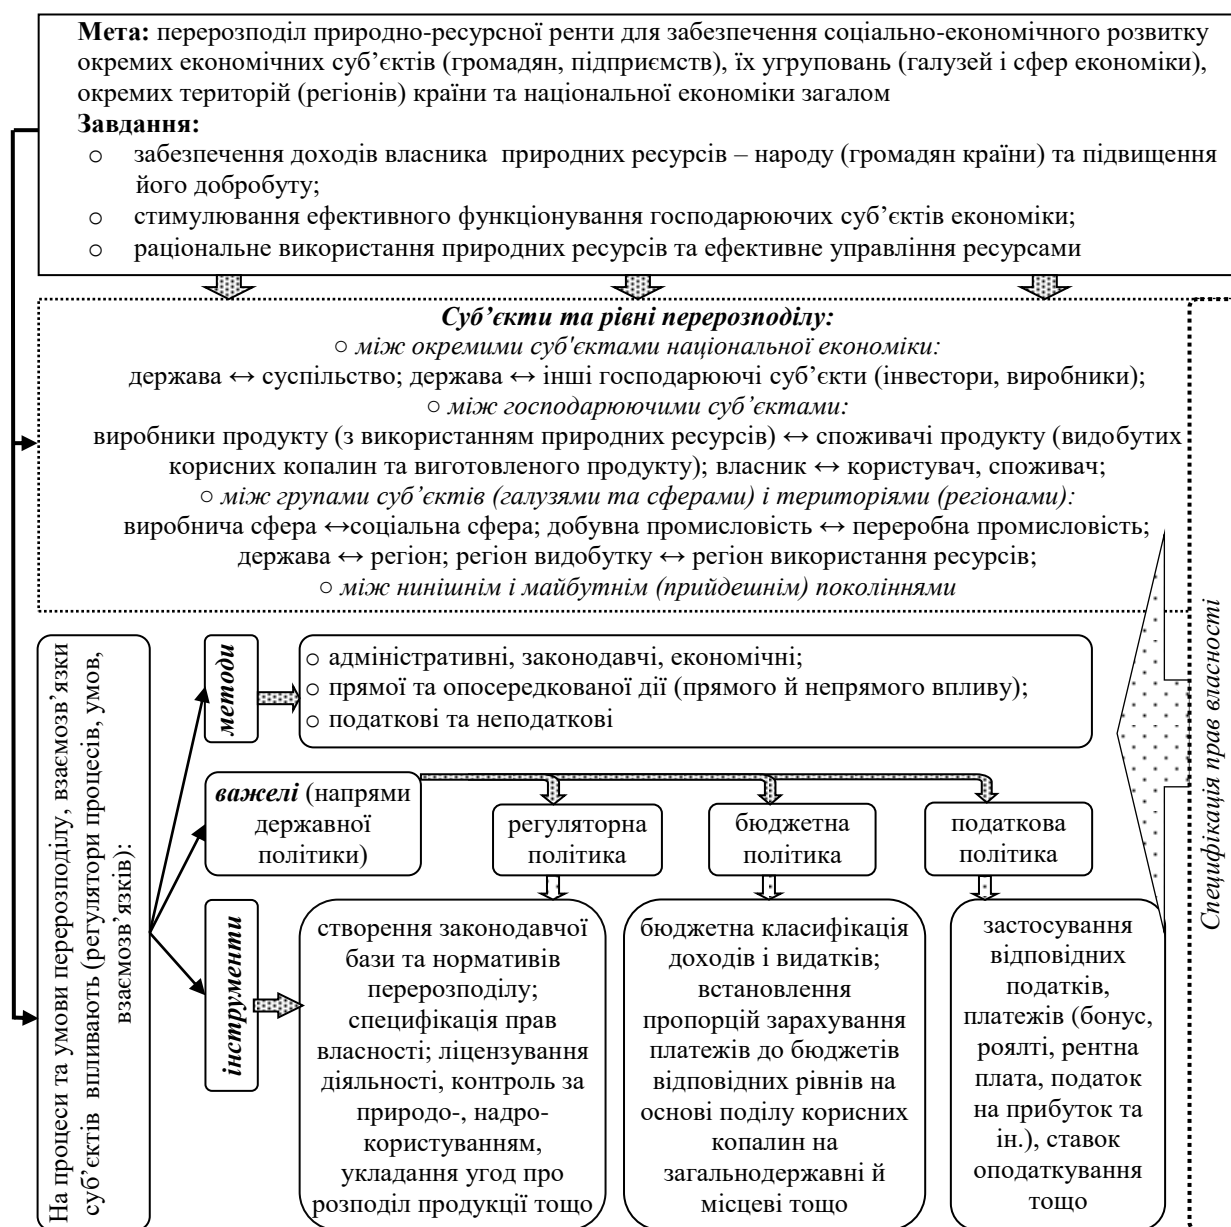 Мета: перерозподіл природно-ресурсної ренти для забезпечення соціально-економічного розвитку
окремих економічних суб’єктів (громадян, підприємств), їх угруповань (галузей і сфер економіки),
окремих територій (регіонів) країни та національної економіки загалом
Завдання:
○ забезпечення доходів власника природних ресурсів – народу (громадян країни) та підвищення
його добробуту;
○ стимулювання ефективного функціонування господарюючих суб’єктів економіки;
○ раціональне використання природних ресурсів та ефективне управління ресурсами
Суб’єкти та рівні перерозподілу:
○ між окремими суб'єктами національної економіки:
держава ↔ суспільство; держава ↔ інші господарюючі суб’єкти (інвестори, виробники);
○ між господарюючими суб’єктами:
виробники продукту (з використанням природних ресурсів) ↔ споживачі продукту (видобутих
корисних копалин та виготовленого продукту); власник ↔ користувач, споживач;
○ між групами суб’єктів (галузями та сферами) і територіями (регіонами):
виробнича сфера ↔соціальна сфера; добувна промисловість ↔ переробна промисловість;
держава ↔ регіон; регіон видобутку ↔ регіон використання ресурсів;
○ між нинішнім і майбутнім (прийдешнім) поколіннями
Специфікація прав власності
На процеси та умови перерозподілу, взаємозв’язки
суб’єктів впливають (регулятори процесів, умов,
взаємозв’язків):
методи
○ адміністративні, законодавчі, економічні;
○ прямої та опосередкованої дії (прямого й непрямого впливу);
○ податкові та неподаткові
важелі (напрями
державної
політики)
регуляторна
політика
бюджетна
політика
податкова
політика
інструменти
створення законодавчої
бази та нормативів
перерозподілу;
специфікація прав
власності; ліцензування
діяльності, контроль за
природо-, надро-
користуванням,
укладання угод про
розподіл продукції тощо
бюджетна класифікація
доходів і видатків;
встановлення
пропорцій зарахування
платежів до бюджетів
відповідних рівнів на
основі поділу корисних
копалин на
загальнодержавні й
місцеві тощо
застосування
відповідних
податків,
платежів (бонус,
роялті, рентна
плата, податок
на прибуток та
ін.), ставок
оподаткування
тощо